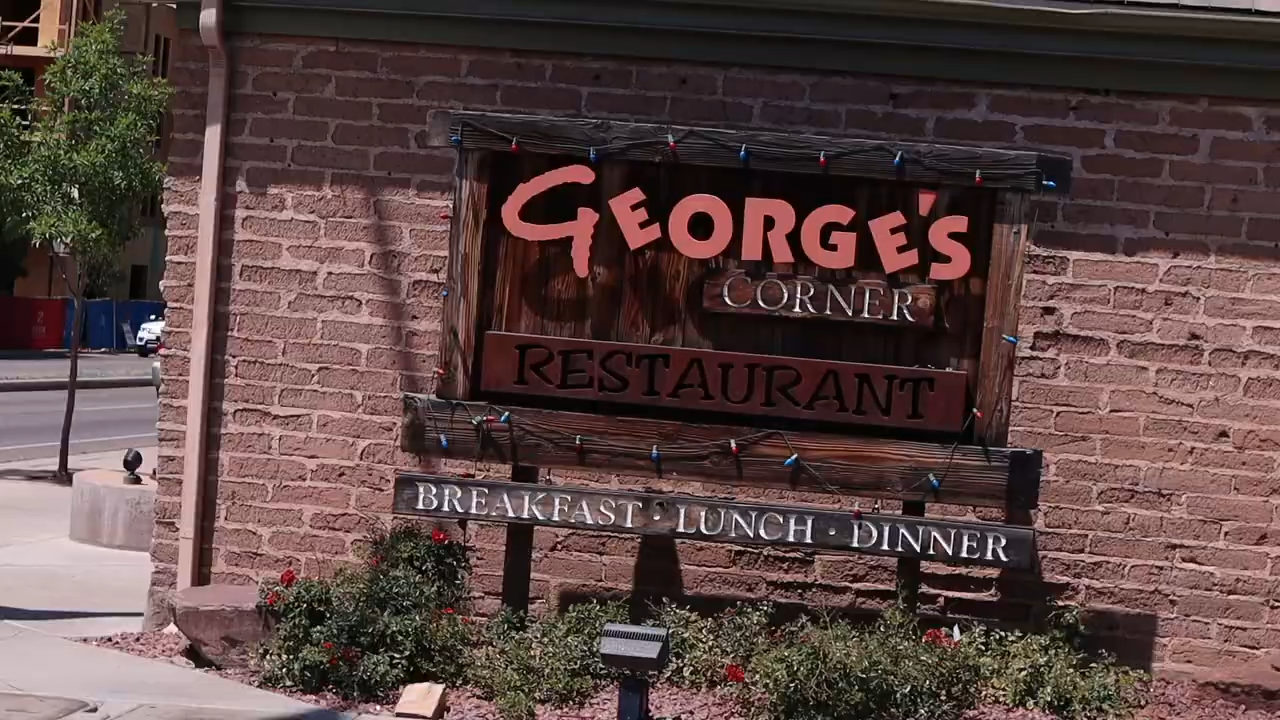 GEORGE'S
CORNER
RESTAURANT
BREAKFAST · LUNCH · DINNER